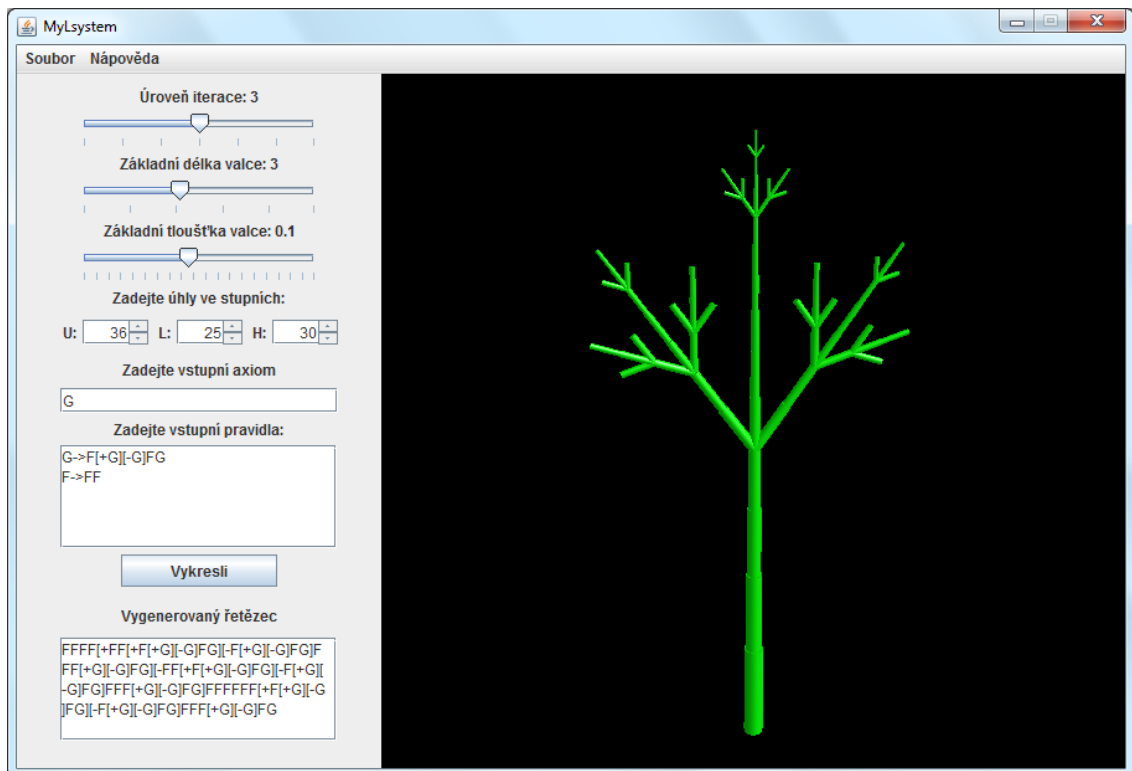 MyLsystem
Soubor Nápověda
Úroveň iterace: 3
Základní délka valce: 3
Základní tloušťka valce: 0.1
Zadejte úhly ve stupních:
U: 36 L: 25 H: 30
Zadejte vstupní axiom
G
Zadejte vstupní pravidla:
G->F[+G][-G]FG
F->FF
Vykresli
Vygenerovaný řetězec
FFFF[+FF[+F[+G][-G]FG][-F[+G][-G]FG]F
FF[+G][-G]FG][-FF[+F[+G][-G]FG][-F[+G][
-G]FG]FFF[+G][-G]FG]FFFFFF[+F[+G][-G
]FG][-F[+G][-G]FG]FFF[+G][-G]FG